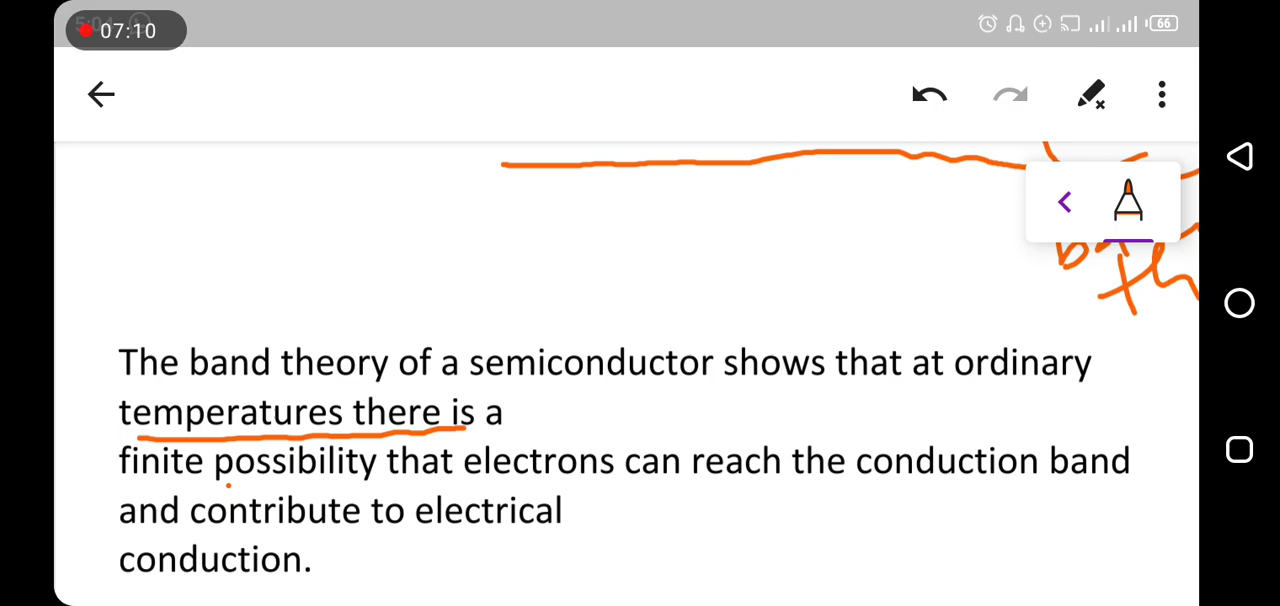 07:10
66
The band theory of a semiconductor shows that at ordinary
temperatures there is a
finite possibility that electrons can reach the conduction band
and contribute to electrical
conduction.